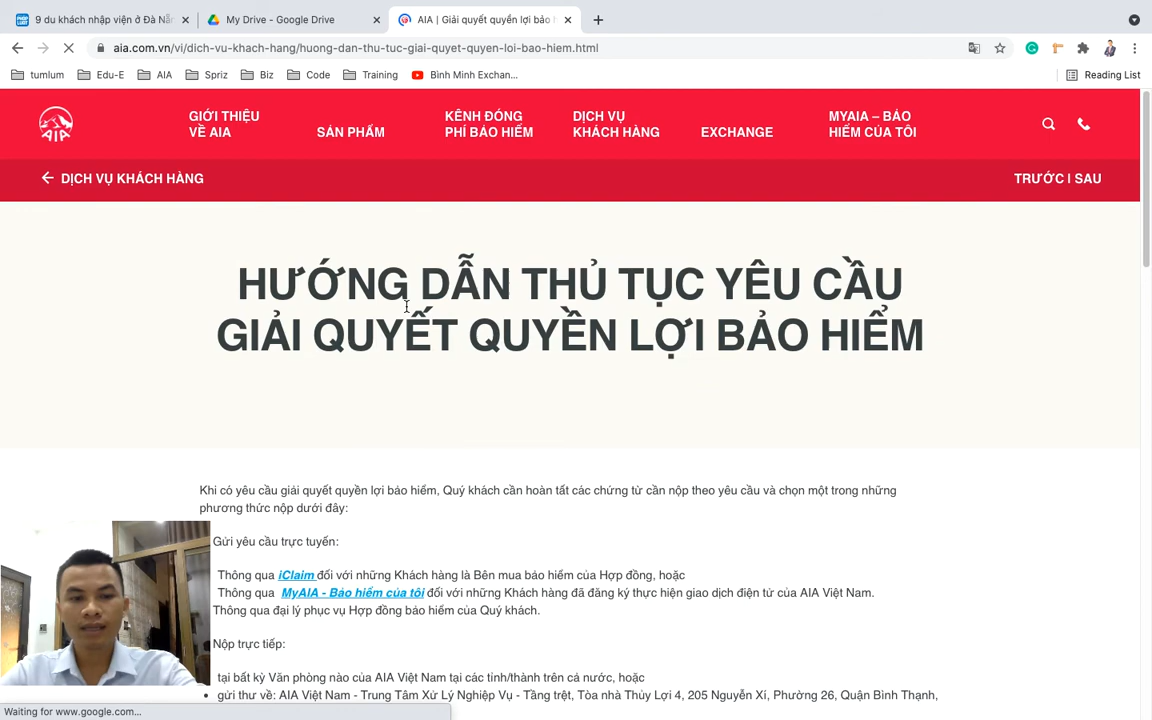 9 du khách nhập viện ở Đà Nẵn
My Drive - Google Drive
AIA | Giải quyết quyền lợi bảo h
aia.com.vn/vi/dich-vu-khach-hang/huong-dan-thu-tuc-giai-quyet-quyen-loi-bao-hiem.html
tumlum
Edu-E
AIA
Spriz
Biz
Code
Training
Bình Minh Exchan...
Reading List
GIỚI THIỆU
VỀ AIA
SẢN PHẨM
KÊNH ĐÓNG
PHÍ BẢO HIỂM
DỊCH VỤ
KHÁCH HÀNG
EXCHANGE
MYAIA – BẢO
HIỂM CỦA TÔI
AIA
DỊCH VỤ KHÁCH HÀNG
TRƯỚC | SAU
HƯỚNG DẪN THỦ TỤC YÊU CẦU
GIẢI QUYẾT QUYỀN LỢI BẢO HIỂM
Khi có yêu cầu giải quyết quyền lợi bảo hiểm, Quý khách cần hoàn tất các chứng từ cần nộp theo yêu cầu và chọn một trong những
phương thức nộp dưới đây:
Gửi yêu cầu trực tuyến:
Thông qua iClaim đối với những Khách hàng là Bên mua bảo hiểm của Hợp đồng, hoặc
Thông qua MyAIA - Bảo hiểm của tôi đối với những Khách hàng đã đăng ký thực hiện giao dịch điện tử của AIA Việt Nam.
Thông qua đại lý phục vụ Hợp đồng bảo hiểm của Quý khách.
Nộp trực tiếp:
tại bất kỳ Văn phòng nào của AIA Việt Nam tại các tỉnh/thành trên cả nước, hoặc
gửi thư về: AIA Việt Nam - Trung Tâm Xử Lý Nghiệp Vụ - Tầng trệt, Tòa nhà Thủy Lợi 4, 205 Nguyễn Xí, Phường 26, Quận Bình Thạnh,
Waiting for www.google.com...